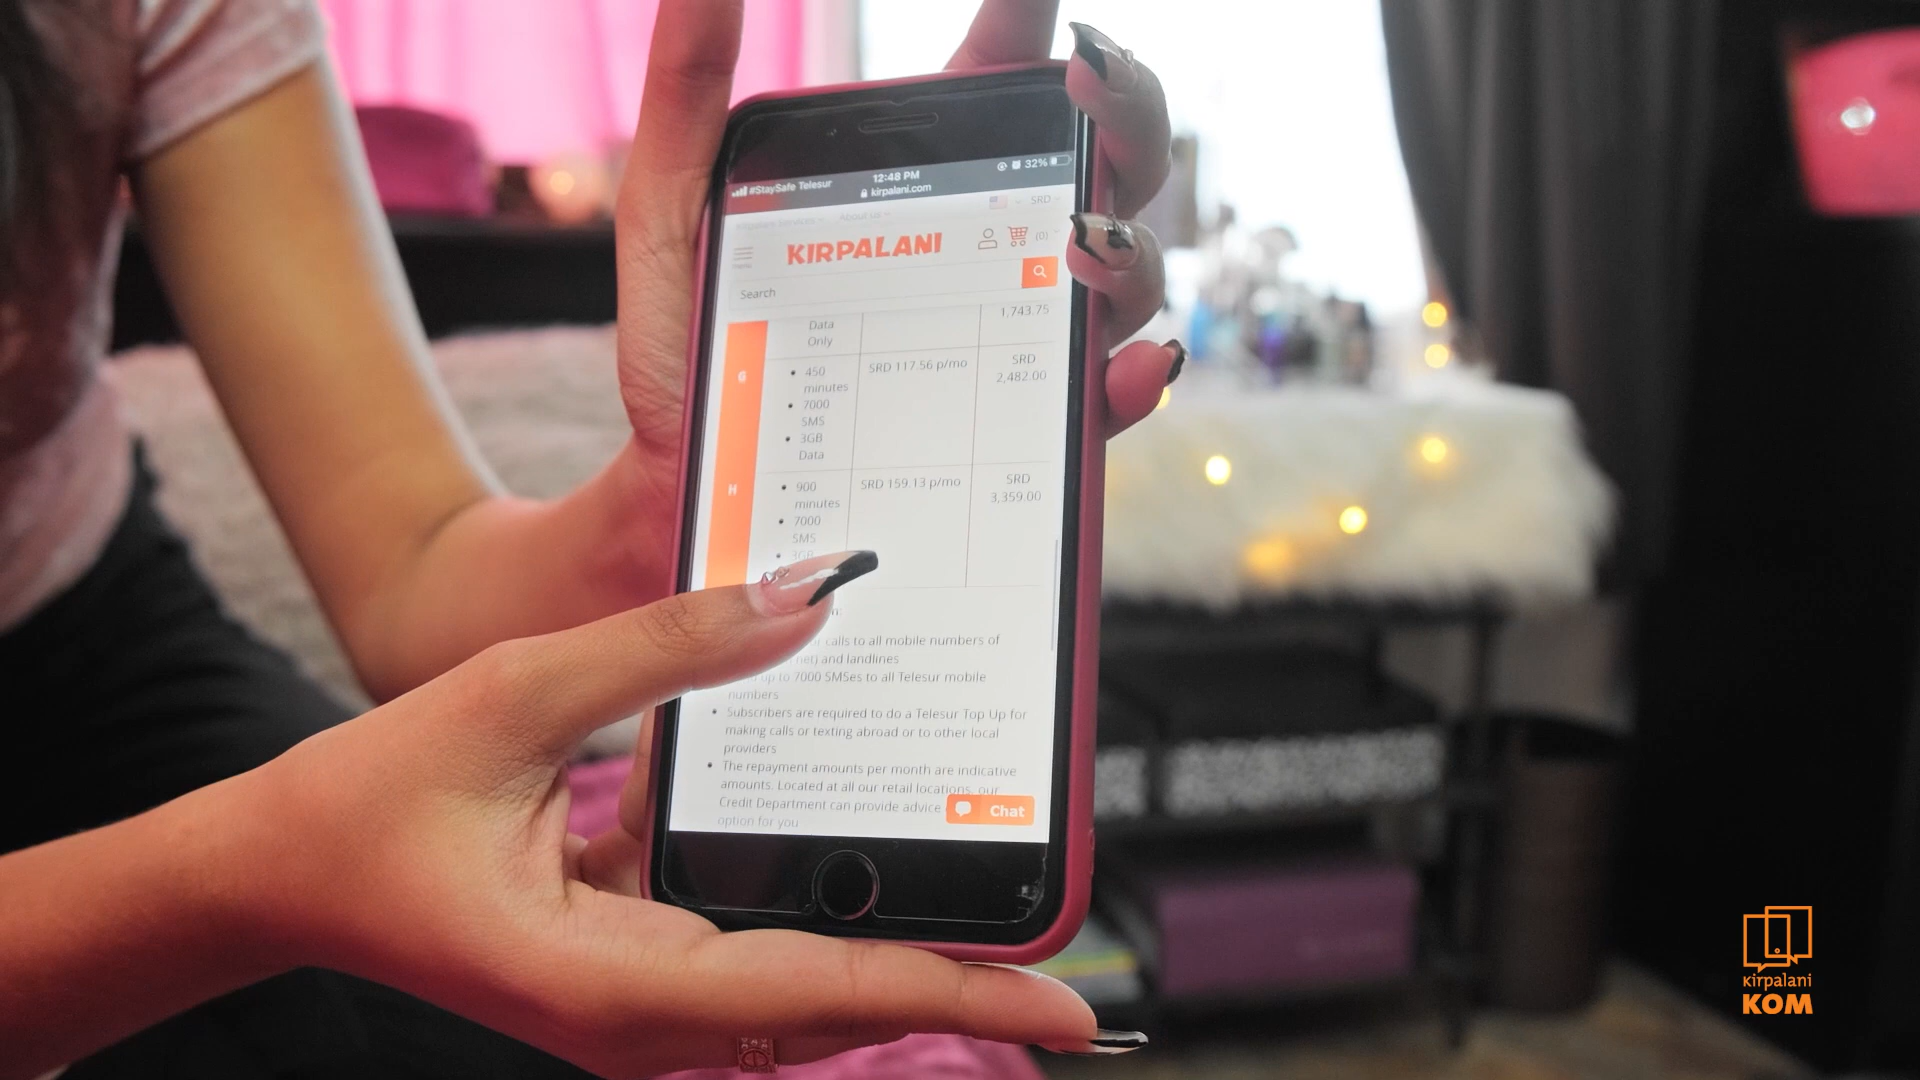 #StaySafe Telesur
12:48 PM
32%
kirpalani.com
About us
SRD
menu
KIRPALANI
(0)
Search
Data
Only
1,743.75
G
450
minutes
7000
SMS
3GB
Data
SRD 117.56 p/mo
SRD
2,482.00
H
900
minutes
7000
SMS
3GB
SRD 159.13 p/mo
SRD
3,359.00
calls to all mobile numbers of
and landlines
up to 7000 SMSes to all Telesur mobile
numbers
Subscribers are required to do a Telesur Top Up for
making calls or texting abroad or to other local
providers
The repayment amounts per month are indicative
amounts. Located at all our retail locations, our
Credit Department can provide advice
option for you
Chat
kirpalani
KOM